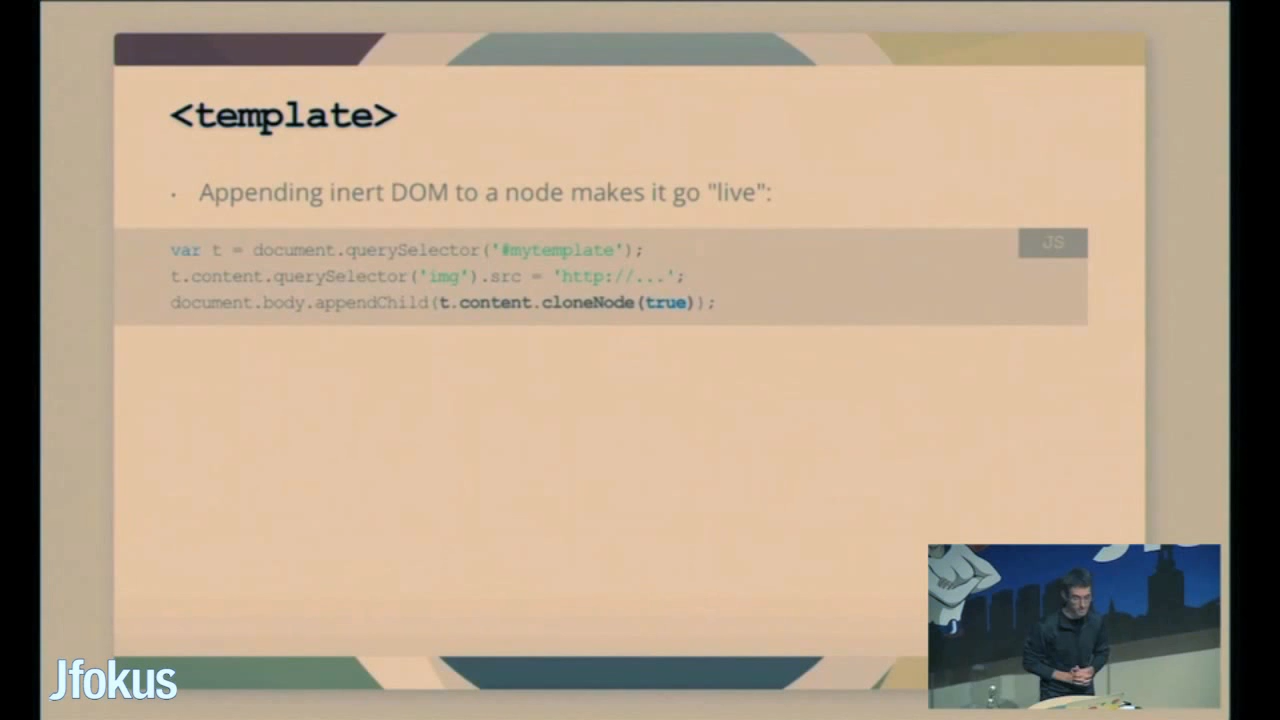 <template>
· Appending inert DOM to a node makes it go "live":
JS
var t = document.querySelector('#mytemplate');
t.content.querySelector('img').src = 'http://...';
document.body.appendChild(t.content.cloneNode(true));
Jfokus